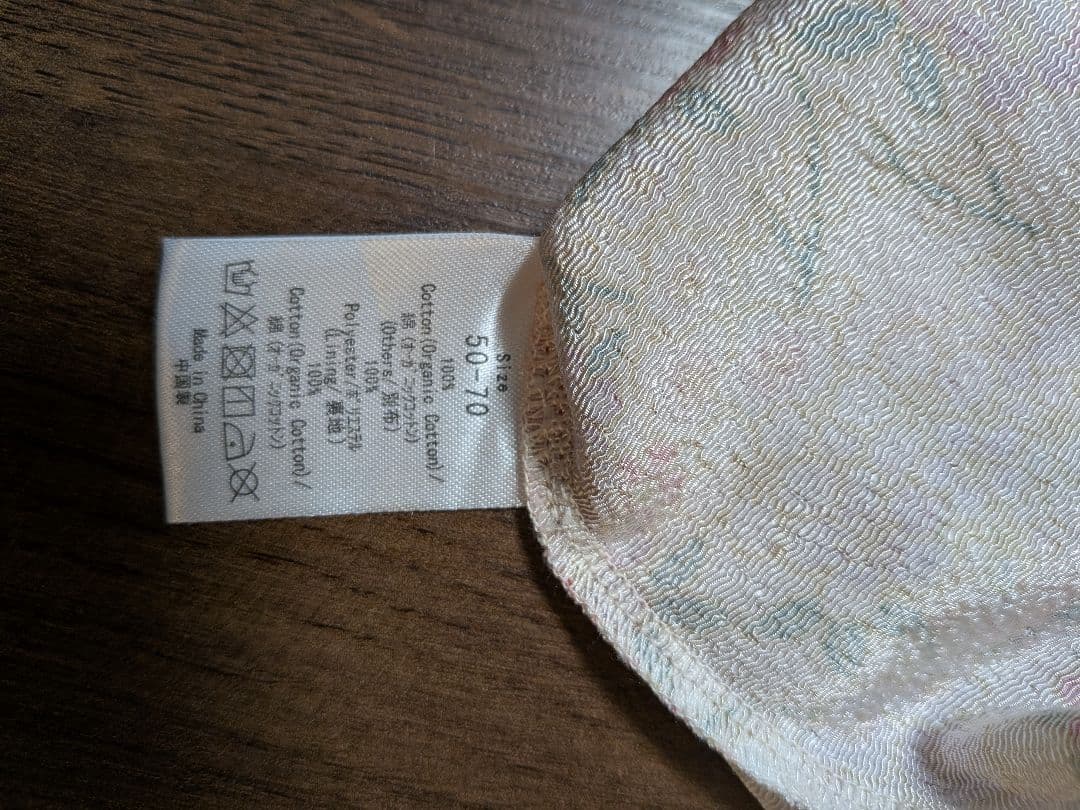 Size
50-70
100%
Cotton(Organic Cotton)/
綿(オーガニックコットン)
(Others/別布)
100%
Polyester/ポリエステル
(Lining 裏地)
100%
Cotton(Organic Cotton)/
綿(オーガニックコットン)
Made in China
中国製